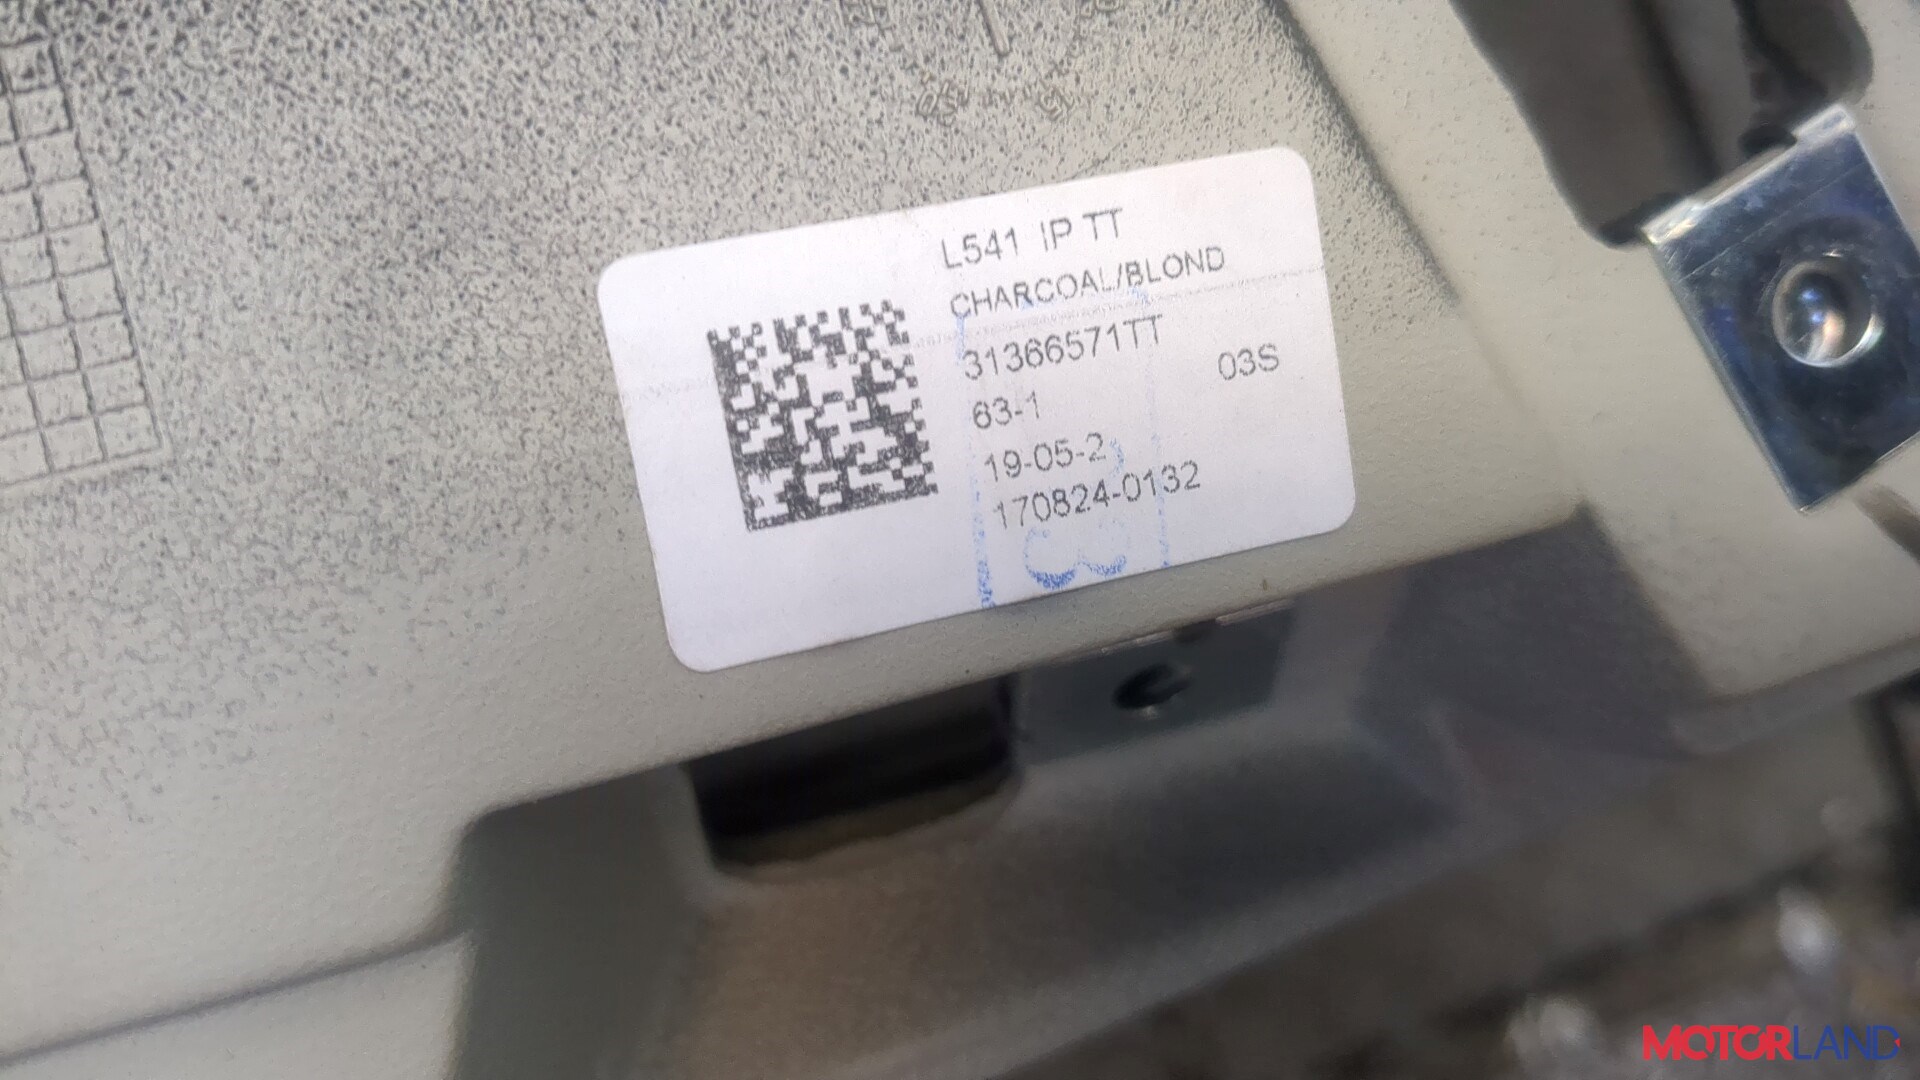 L541 IP TT
CHARCOAL/BLOND
31366571TT
03S
63-1
19-05-2
170824-0132
MOTORLAND